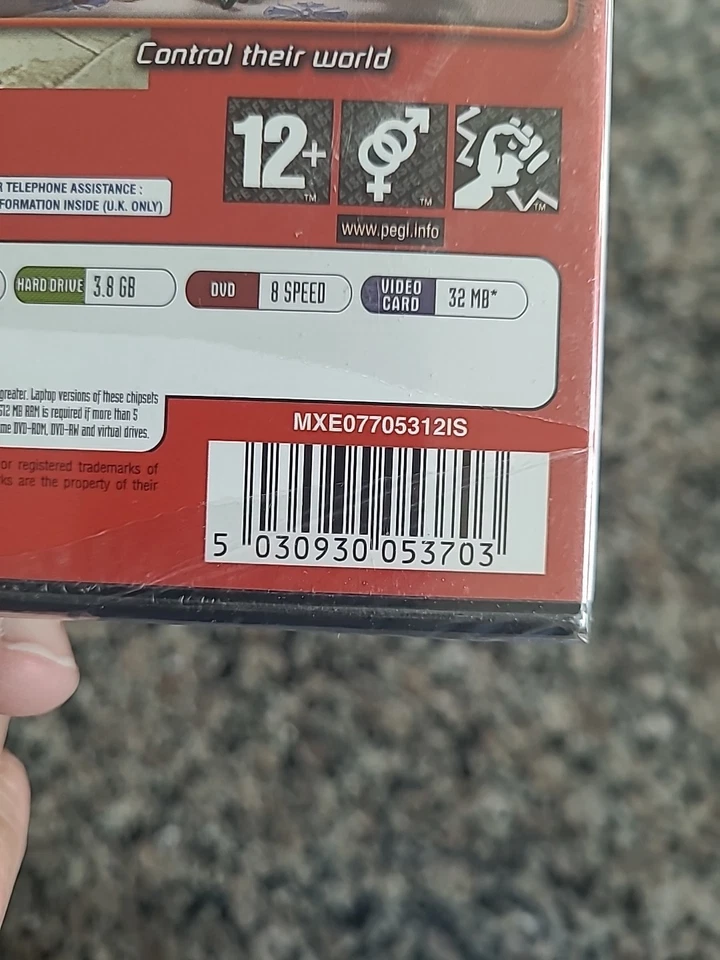 Control their world
12+
TM
TM
TM
www.pegi.info
TELEPHONE ASSISTANCE :
INSIDE (U.K. ONLY)
HARD DRIVE 3.8 GB
DVD 8 SPEED
VIDEO CARD 32 MB*
greater. Laptop versions of these chipsets
512 MB RAM is required if more than 5
DVD-ROM, DVD-RW and virtual drives.
or registered trademarks of
are the property of their
MXE07705312IS
5 030930 053703